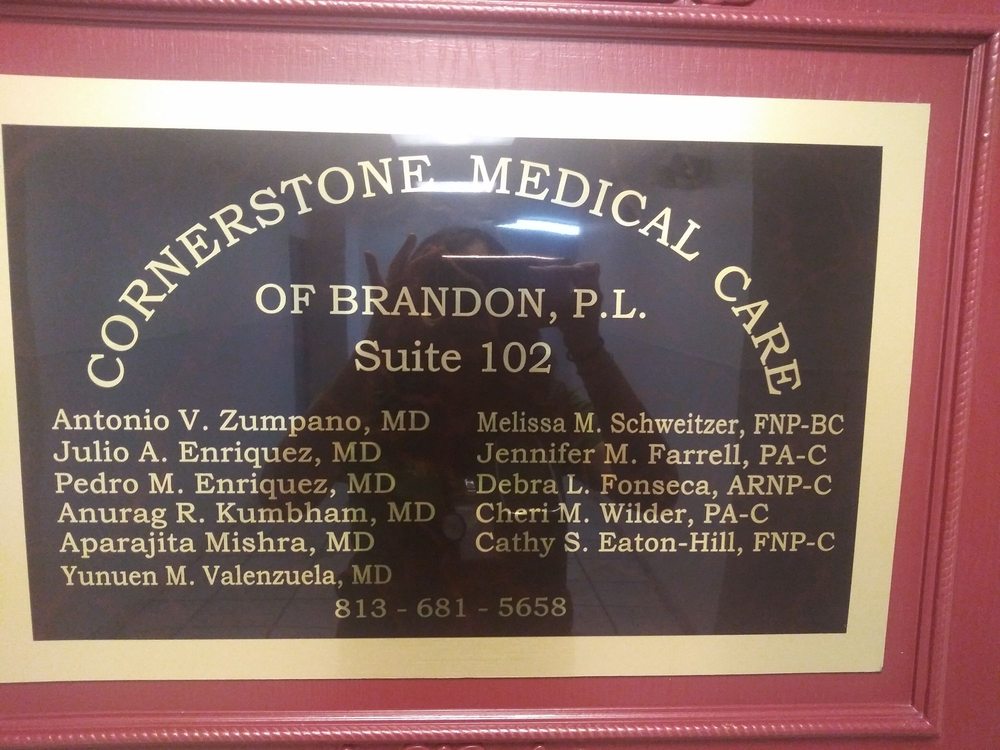 CORNERSTONE MEDICAL CARE
OF BRANDON, P.L.
Suite 102
Antonio V. Zumpano, MD
Julio A. Enriquez, MD
Pedro M. Enriquez, MD
Anurag R. Kumbham, MD
Aparajita Mishra, MD
Yunuen M. Valenzuela, MD
Melissa M. Schweitzer, FNP-BC
Jennifer M. Farrell, PA-C
Debra L. Fonseca, ARNP-C
Cheri M. Wilder, PA-C
Cathy S. Eaton-Hill, FNP-C
813 - 681 - 5658